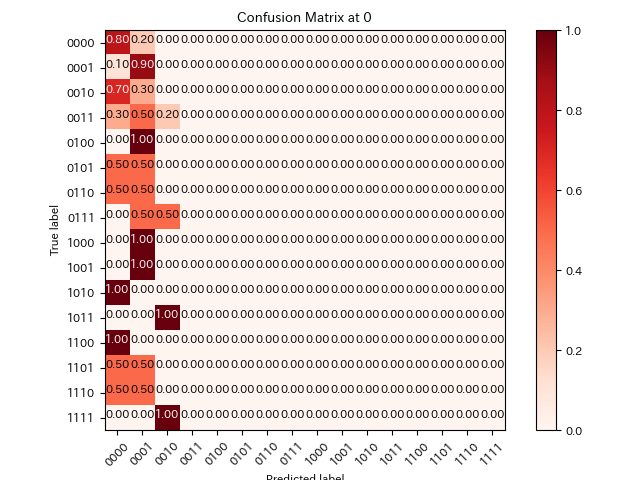 Confusion Matrix at 0
0000 0.80 0.20 0.00 0.00 0.00 0.00 0.00 0.00 0.00 0.00 0.00 0.00 0.00 0.00 0.00 0.00
0001 0.10 0.90 0.00 0.00 0.00 0.00 0.00 0.00 0.00 0.00 0.00 0.00 0.00 0.00 0.00 0.00
0010 0.70 0.30 0.00 0.00 0.00 0.00 0.00 0.00 0.00 0.00 0.00 0.00 0.00 0.00 0.00 0.00
0011 0.30 0.50 0.20 0.00 0.00 0.00 0.00 0.00 0.00 0.00 0.00 0.00 0.00 0.00 0.00 0.00
0100 0.00 1.00 0.00 0.00 0.00 0.00 0.00 0.00 0.00 0.00 0.00 0.00 0.00 0.00 0.00 0.00
0101 0.50 0.50 0.00 0.00 0.00 0.00 0.00 0.00 0.00 0.00 0.00 0.00 0.00 0.00 0.00 0.00
0110 0.50 0.50 0.00 0.00 0.00 0.00 0.00 0.00 0.00 0.00 0.00 0.00 0.00 0.00 0.00 0.00
0111 0.00 0.50 0.50 0.00 0.00 0.00 0.00 0.00 0.00 0.00 0.00 0.00 0.00 0.00 0.00 0.00
1000 0.00 1.00 0.00 0.00 0.00 0.00 0.00 0.00 0.00 0.00 0.00 0.00 0.00 0.00 0.00 0.00
1001 0.00 1.00 0.00 0.00 0.00 0.00 0.00 0.00 0.00 0.00 0.00 0.00 0.00 0.00 0.00 0.00
1010 1.00 0.00 0.00 0.00 0.00 0.00 0.00 0.00 0.00 0.00 0.00 0.00 0.00 0.00 0.00 0.00
1011 0.00 0.00 1.00 0.00 0.00 0.00 0.00 0.00 0.00 0.00 0.00 0.00 0.00 0.00 0.00 0.00
1100 1.00 0.00 0.00 0.00 0.00 0.00 0.00 0.00 0.00 0.00 0.00 0.00 0.00 0.00 0.00 0.00
1101 0.50 0.50 0.00 0.00 0.00 0.00 0.00 0.00 0.00 0.00 0.00 0.00 0.00 0.00 0.00 0.00
1110 0.50 0.50 0.00 0.00 0.00 0.00 0.00 0.00 0.00 0.00 0.00 0.00 0.00 0.00 0.00 0.00
1111 0.00 0.00 1.00 0.00 0.00 0.00 0.00 0.00 0.00 0.00 0.00 0.00 0.00 0.00 0.00 0.00
0000 0001 0010 0011 0100 0101 0110 0111 1000 1001 1010 1011 1100 1101 1110 1111
True label
Predicted label
1.0
0.8
0.6
0.4
0.2
0.0